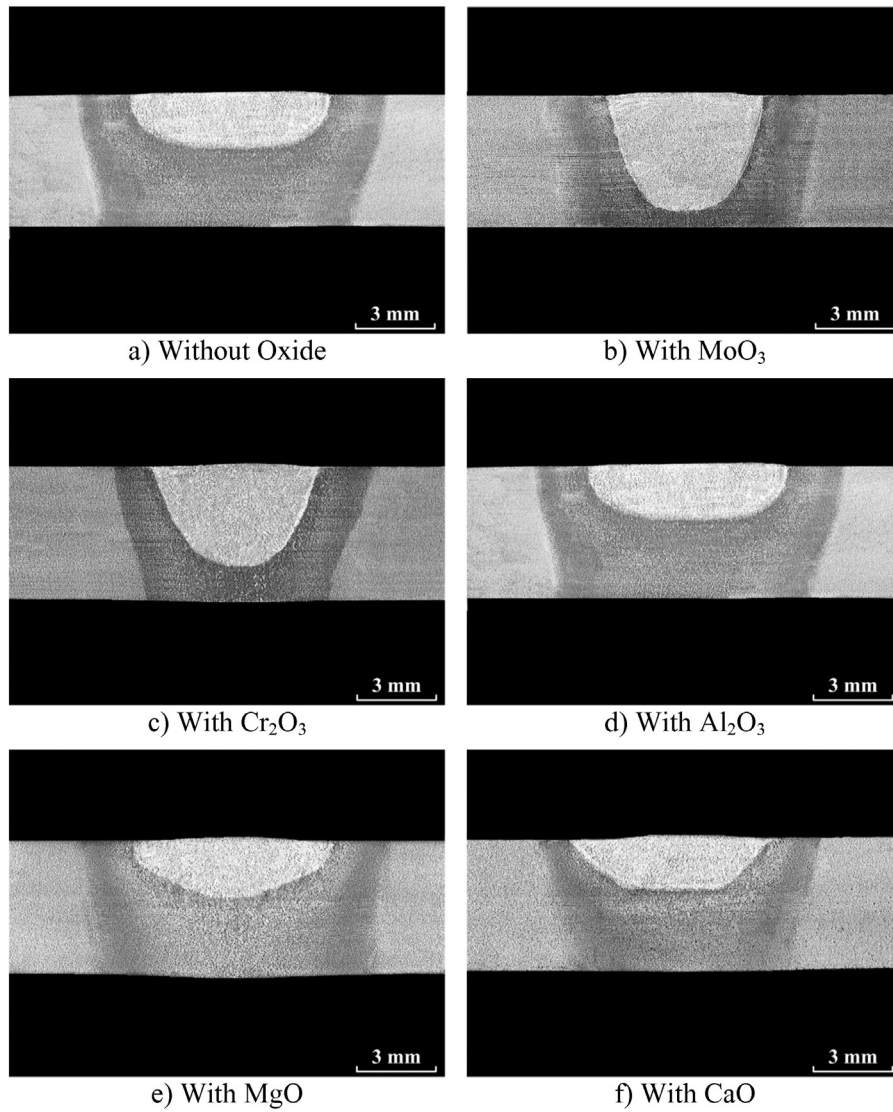 3 mm
3 mm
a) Without Oxide
b) With MoO₃
3 mm
3 mm
c) With Cr₂O₃
d) With Al₂O₃
3 mm
3 mm
e) With MgO
f) With CaO